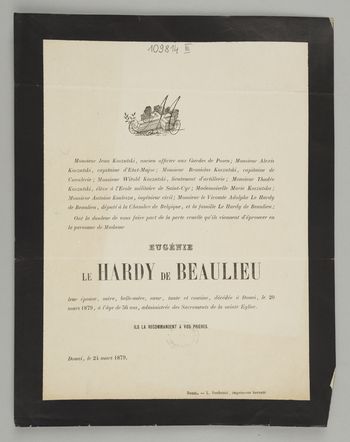 109814 III
Monsieur Jean Koczutski, ancien officier aux Gardes de Posen; Monsieur Alexis
Koczutski, capitaine d'Etat-Major; Monsieur Branislas Koczutski, capitaine de
Cavalerie; Monsieur Witold Koczutski, lieutenant d'artillerie; Monsieur Thadée
Koczutski, élève à l'Ecole militaire de Saint-Cyr; Mademoiselle Marie Koczutska;
Monsieur Antoine ingénieur civil; Monsieur le Vicomte Adolphe Le Hardy
de Beaulieu, député à la Chambre de Belgique, et la famille Le Hardy de Beaulieu;
Ont la douleur de vous faire part de la perte cruelle qu'ils viennent d'éprouver en
la personne de Madame
EUGÉNIE
LE HARDY DE BEAULIEU
leur épouse, mère, belle-mère, sœur, tante et cousine, décédée à Douai, le 20
mars 1879, à l'âge de 56 ans, administrée des Sacrements de la sainte Eglise.
ILS LA RECOMMANDENT A VOS PRIÈRES.
Douai, le 21 mars 1879.
Douai. — L. imprimeur breveté